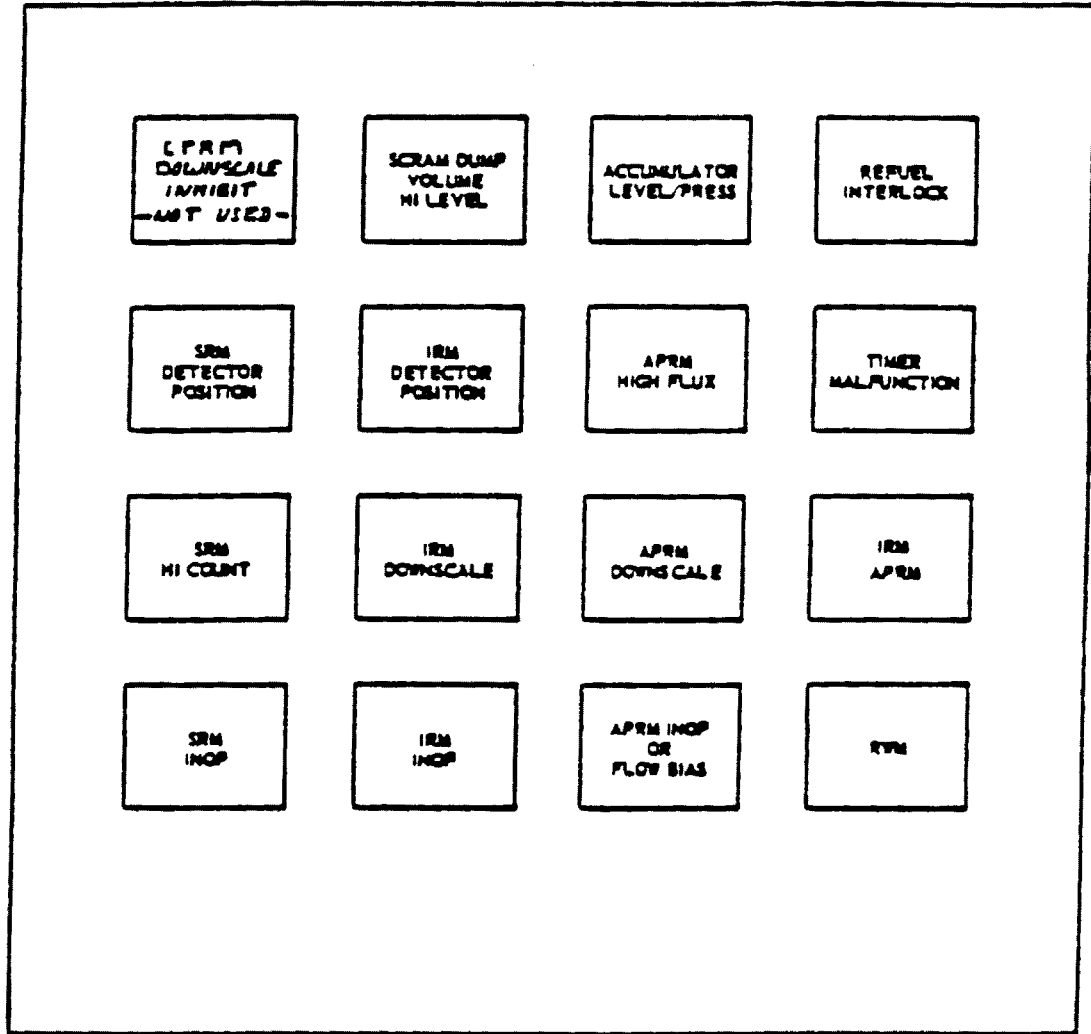 LPRM
DOWNSCALE
INHIBIT
-NOT USED-
SCRAM DUMP
VOLUME
HI LEVEL
ACCUMULATOR
LEVEL/PRESS
REFUEL
INTERLOCK
SRM
DETECTOR
POSITION
IRM
DETECTOR
POSITION
APRM
HIGH FLUX
TIMER
MALFUNCTION
SRM
HI COUNT
IRM
DOWNSCALE
APRM
DOWNSCALE
IRM
APRM
SRM
INOP
IRM
INOP
APRM INOP
OR
FLOW BIAS
RWM